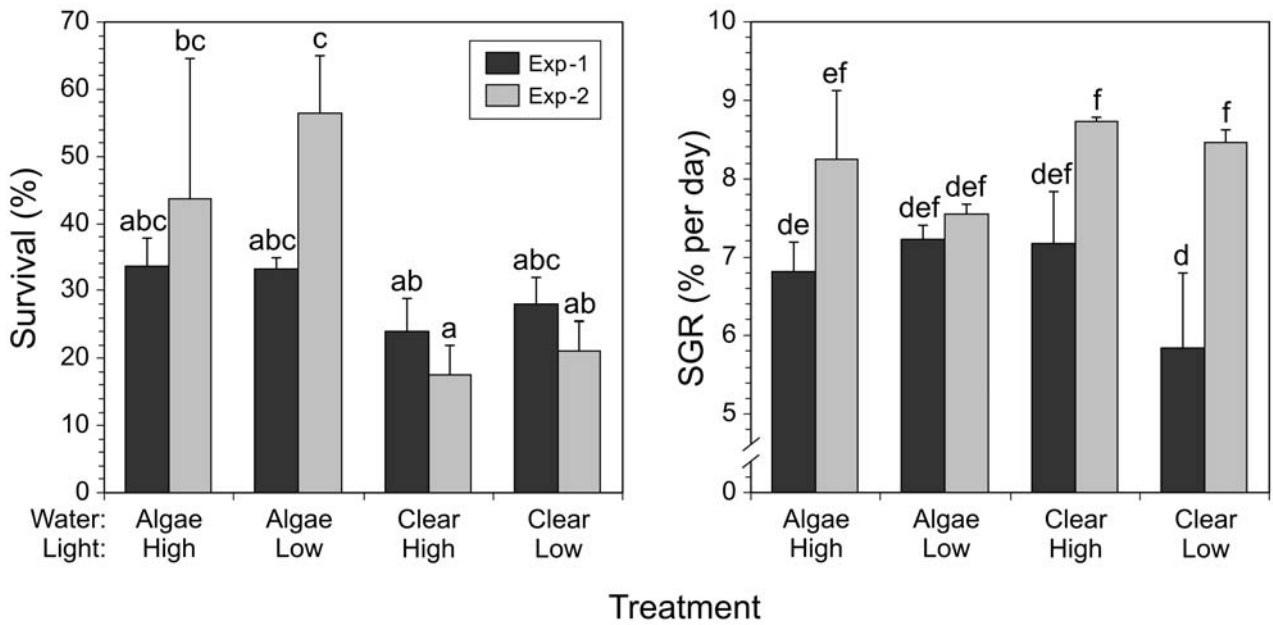 70
60
50
40
30
20
10
0
Survival (%)
bc
c
abc
abc
ab
a
abc
ab
Exp-1
Exp-2
Water: Algae Algae Clear Clear
Light: High Low High Low
10
9
8
7
6
5
0
SGR (% per day)
ef
f
f
de
def
def
def
d
Algae Algae Clear Clear
High Low High Low
Treatment